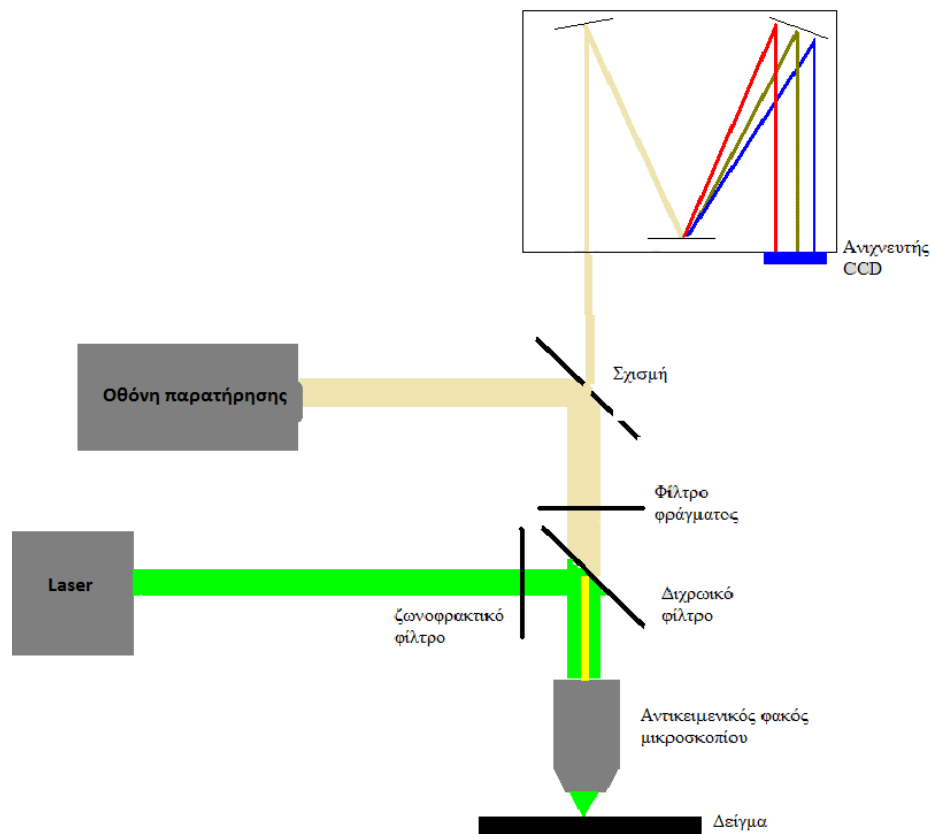 Ανιχνευτής
CCD
Σχισμή
Οθόνη παρατήρησης
Φίλτρο
φράγματος
Laser
Διχρωικό
φίλτρο
ζωνοφρακτικό
φίλτρο
Αντικειμενικός φακός
μικροσκοπίου
Δείγμα